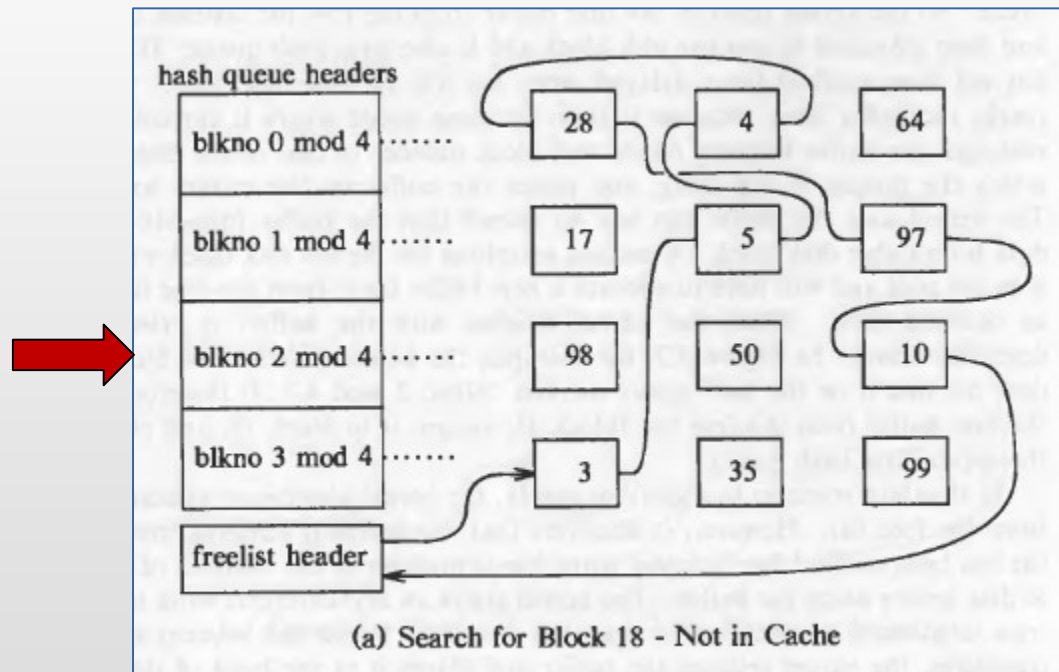 hash queue headers
blkno 0 mod 4 ...... 28 4 64
blkno 1 mod 4 ...... 17 5 97
blkno 2 mod 4 ...... 98 50 10
blkno 3 mod 4 ...... 3 35 99
freelist header
(a) Search for Block 18 - Not in Cache